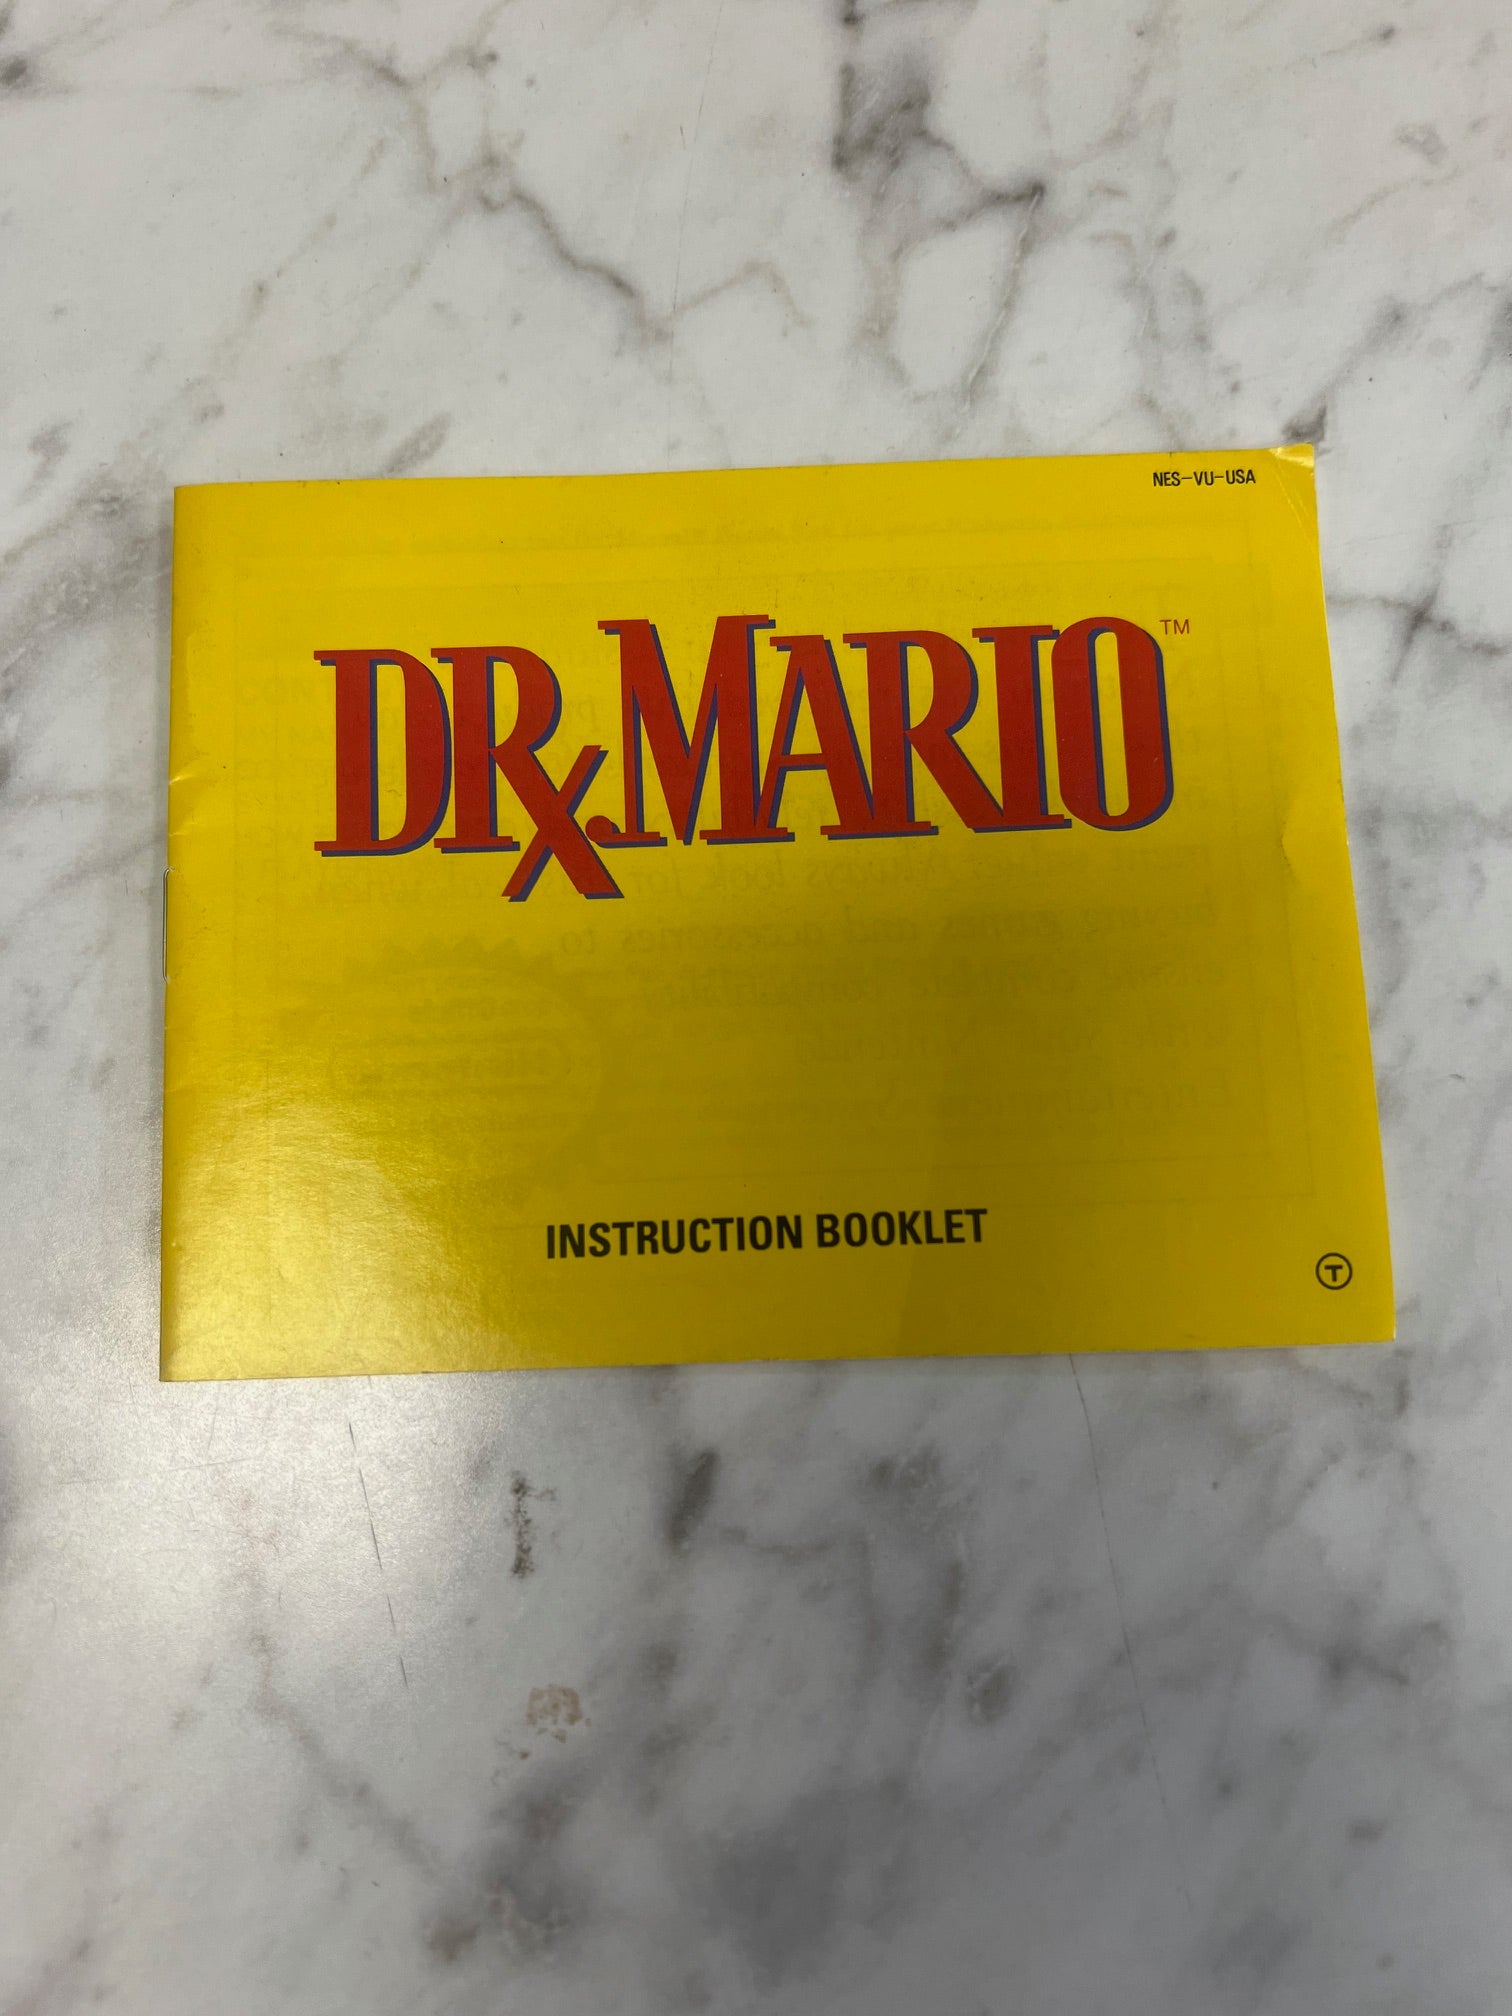 NES-VU-USA
DR.MARIO™
INSTRUCTION BOOKLET
T